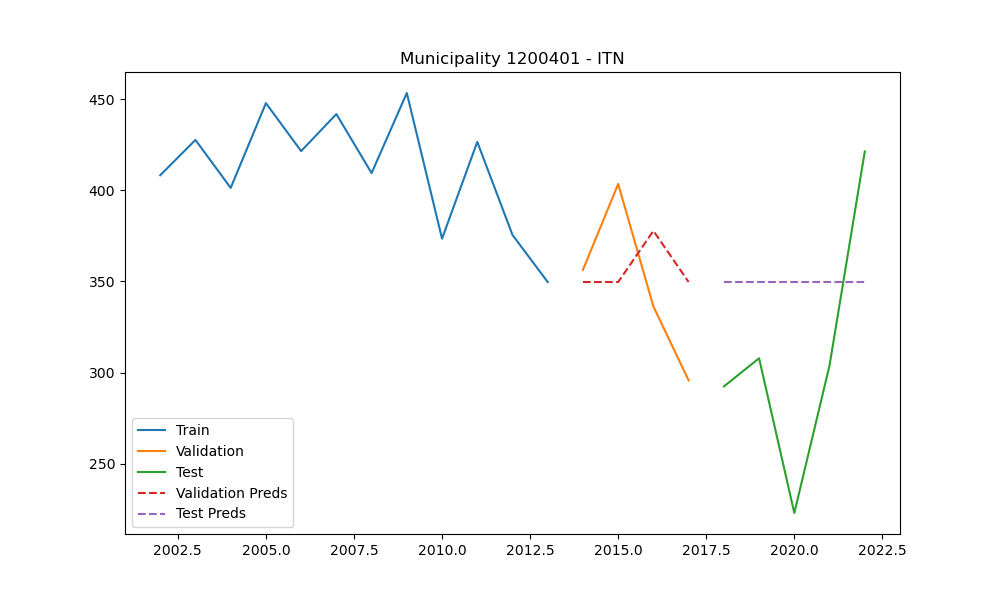 Municipality 1200401 - ITN
450
400
350
300
250
Train
Validation
Test
Validation Preds
Test Preds
2002.5 2005.0 2007.5 2010.0 2012.5 2015.0 2017.5 2020.0 2022.5